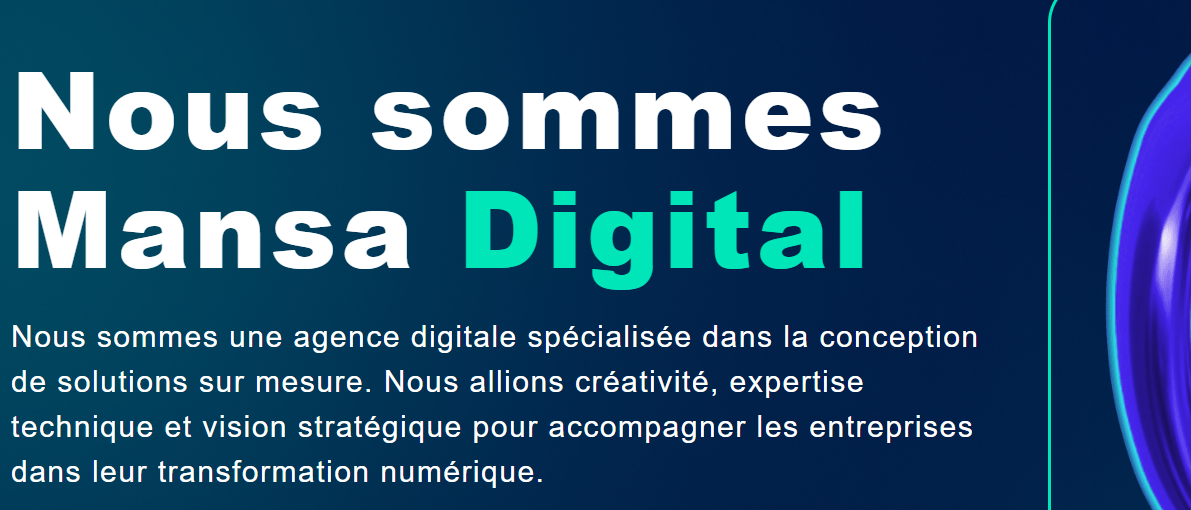 Nous sommes
Mansa Digital
Nous sommes une agence digitale spécialisée dans la conception
de solutions sur mesure. Nous allions créativité, expertise
technique et vision stratégique pour accompagner les entreprises
dans leur transformation numérique.